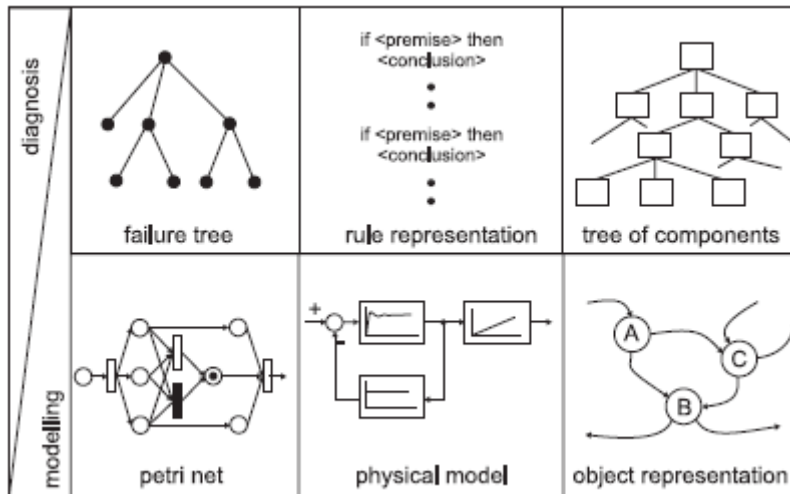 diagnosis
if <premise> then
<conclusion>
if <premise> then
<conclusion>
failure tree
rule representation
tree of components
modelling
+
-
A
C
B
petri net
physical model
object representation